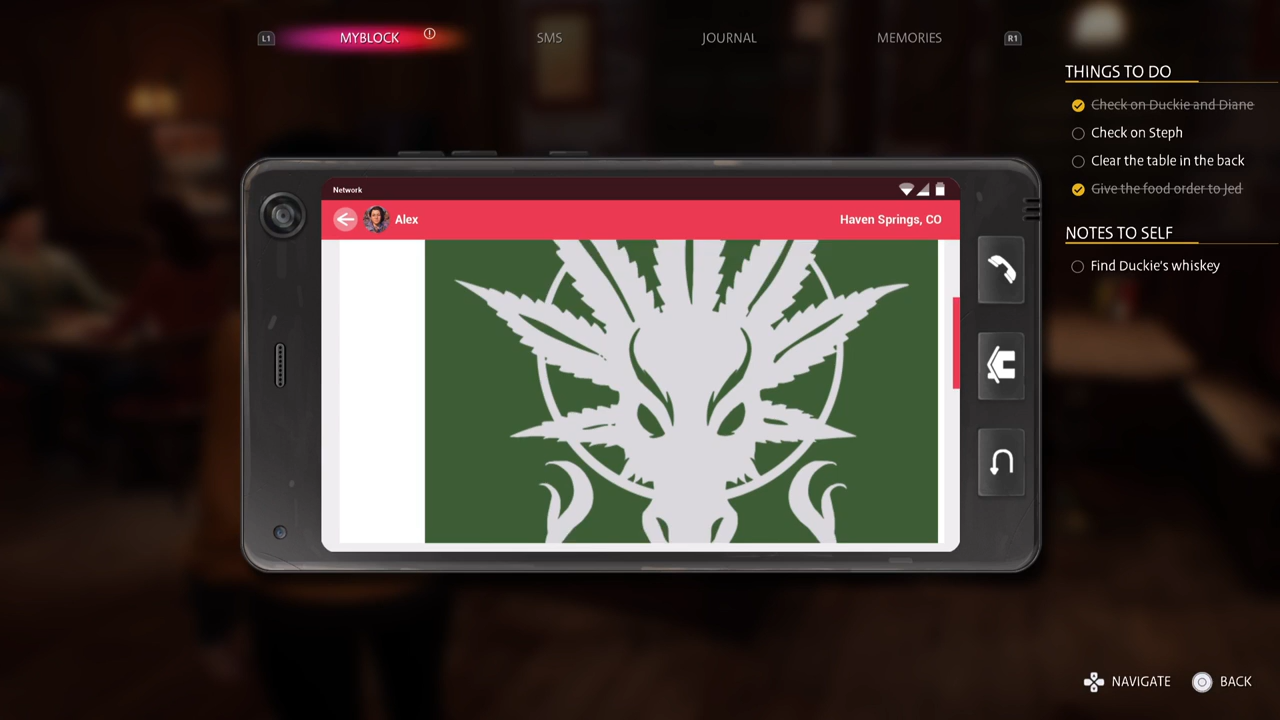 L1
MYBLOCK
SMS
JOURNAL
MEMORIES
R1
THINGS TO DO
Check on Duckie and Diane
Check on Steph
Clear the table in the back
Give the food order to Jed
NOTES TO SELF
Find Duckie's whiskey
Network
Alex
Haven Springs, CO
NAVIGATE
BACK